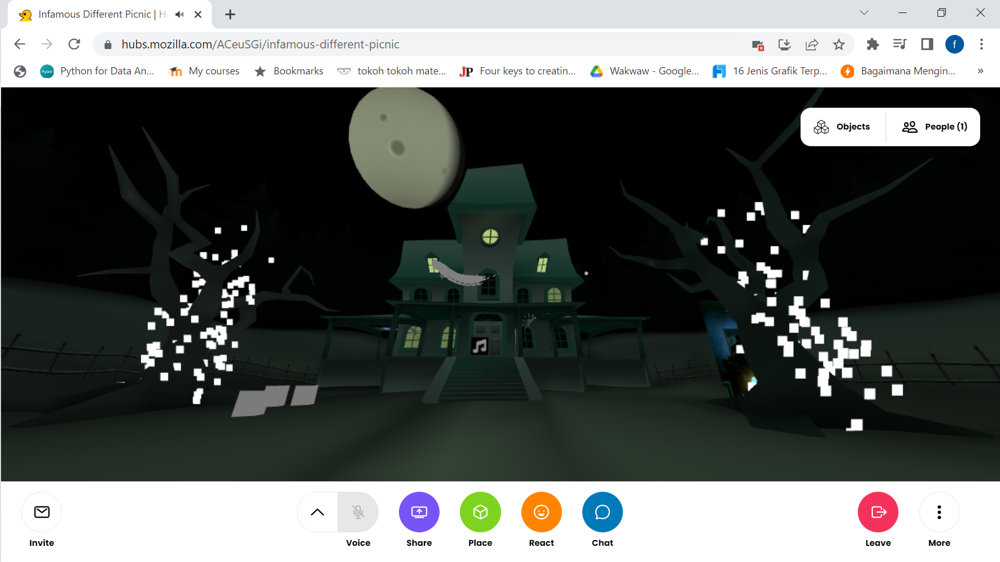 Infamous Different Picnic | H
hubs.mozilla.com/ACeuSGi/infamous-different-picnic
f
MySkill Python for Data An...
My courses
Bookmarks
tokoh tokoh mate...
JP Four keys to creatin...
Wakwaw - Google...
16 Jenis Grafik Terp...
Bagaimana Mengin...
»
Objects
People (1)
Invite
Voice
Share
Place
React
Chat
Leave
More